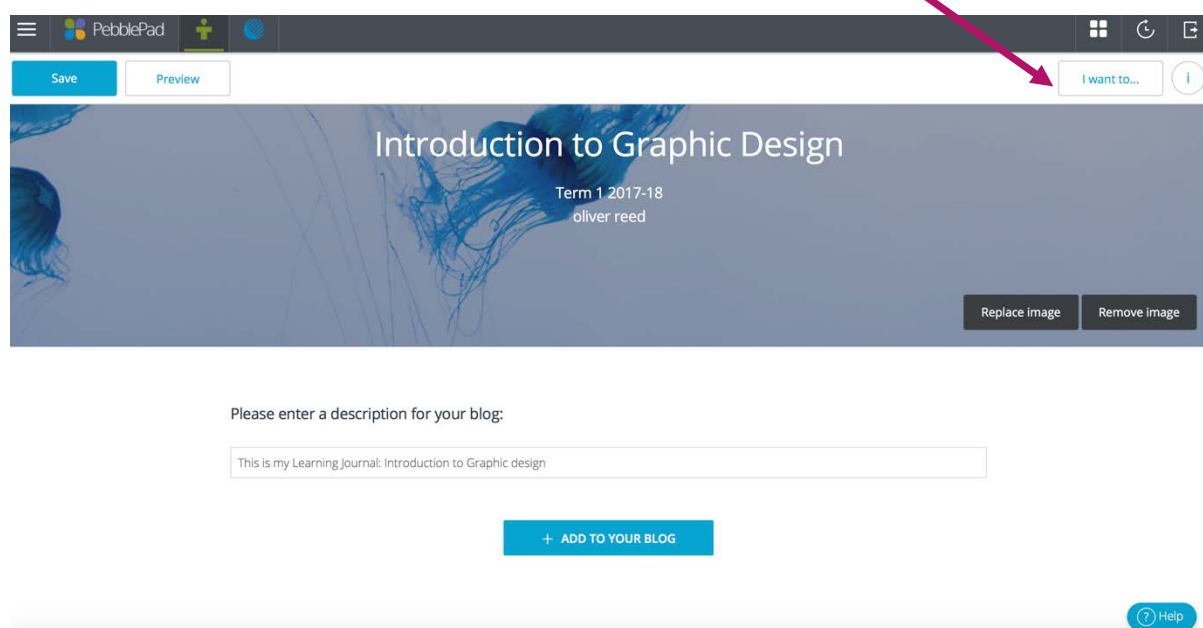 PebblePad
Save
Preview
I want to...
i
Introduction to Graphic Design
Term 1 2017-18
oliver reed
Replace image
Remove image
Please enter a description for your blog:
This is my Learning Journal: Introduction to Graphic design
+ ADD TO YOUR BLOG
? Help